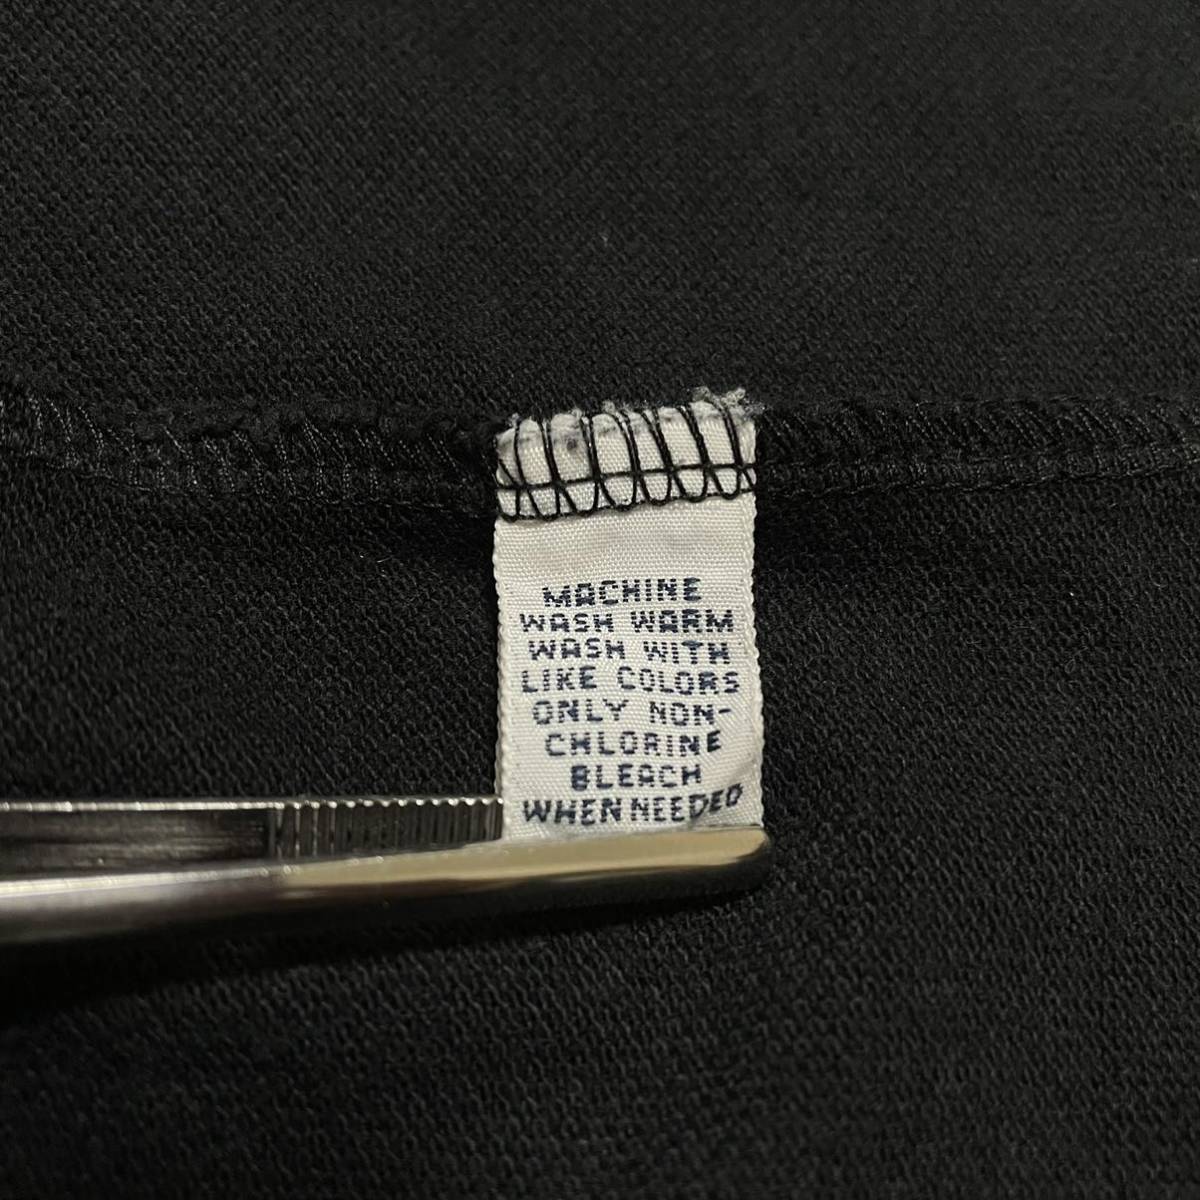 MACHINE
WASH WARM
WASH WITH
LIKE COLORS
ONLY NON-
CHLORINE
BLEACH
WHEN NEEDED